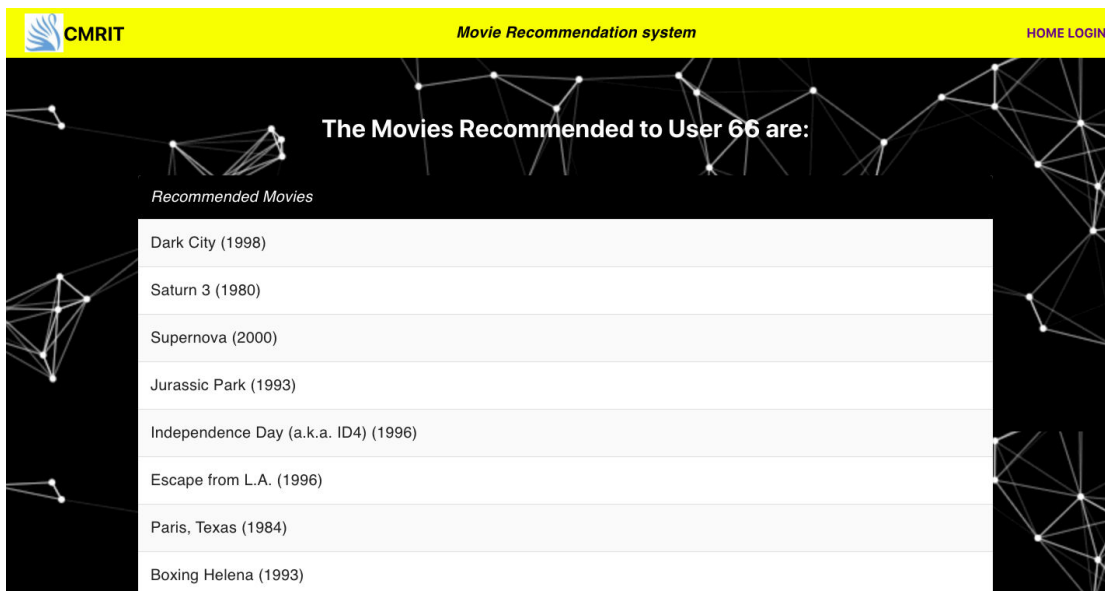 CMRIT
Movie Recommendation system
HOME LOGIN
The Movies Recommended to User 66 are:
Recommended Movies
Dark City (1998)
Saturn 3 (1980)
Supernova (2000)
Jurassic Park (1993)
Independence Day (a.k.a. ID4) (1996)
Escape from L.A. (1996)
Paris, Texas (1984)
Boxing Helena (1993)